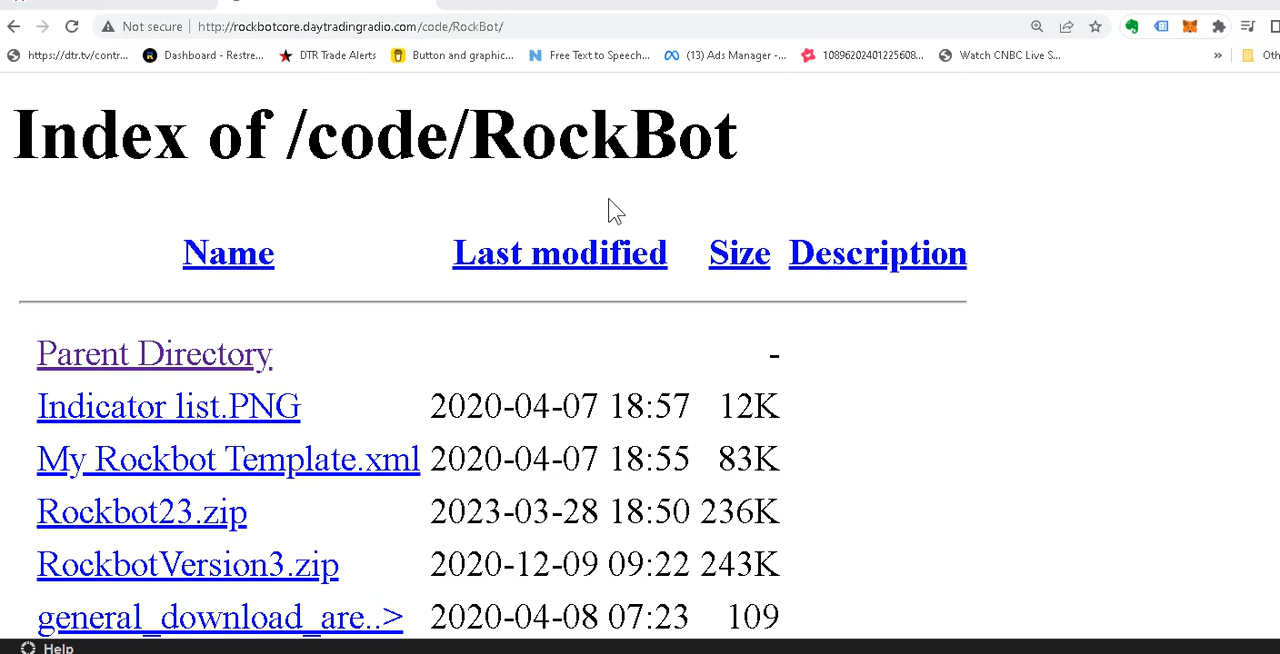 Not secure | http://rockbotcore.daytradingradio.com/code/RockBot/
https://dtr.tv/contr... Dashboard - Restre... DTR Trade Alerts Button and graphic... Free Text to Speech... (13) Ads Manager -... 10896202401225608... Watch CNBC Live S... » Oth
Index of /code/RockBot
Name Last modified Size Description
Parent Directory -
Indicator list.PNG 2020-04-07 18:57 12K
My Rockbot Template.xml 2020-04-07 18:55 83K
Rockbot23.zip 2023-03-28 18:50 236K
RockbotVersion3.zip 2020-12-09 09:22 243K
general_download_are..> 2020-04-08 07:23 109
Help